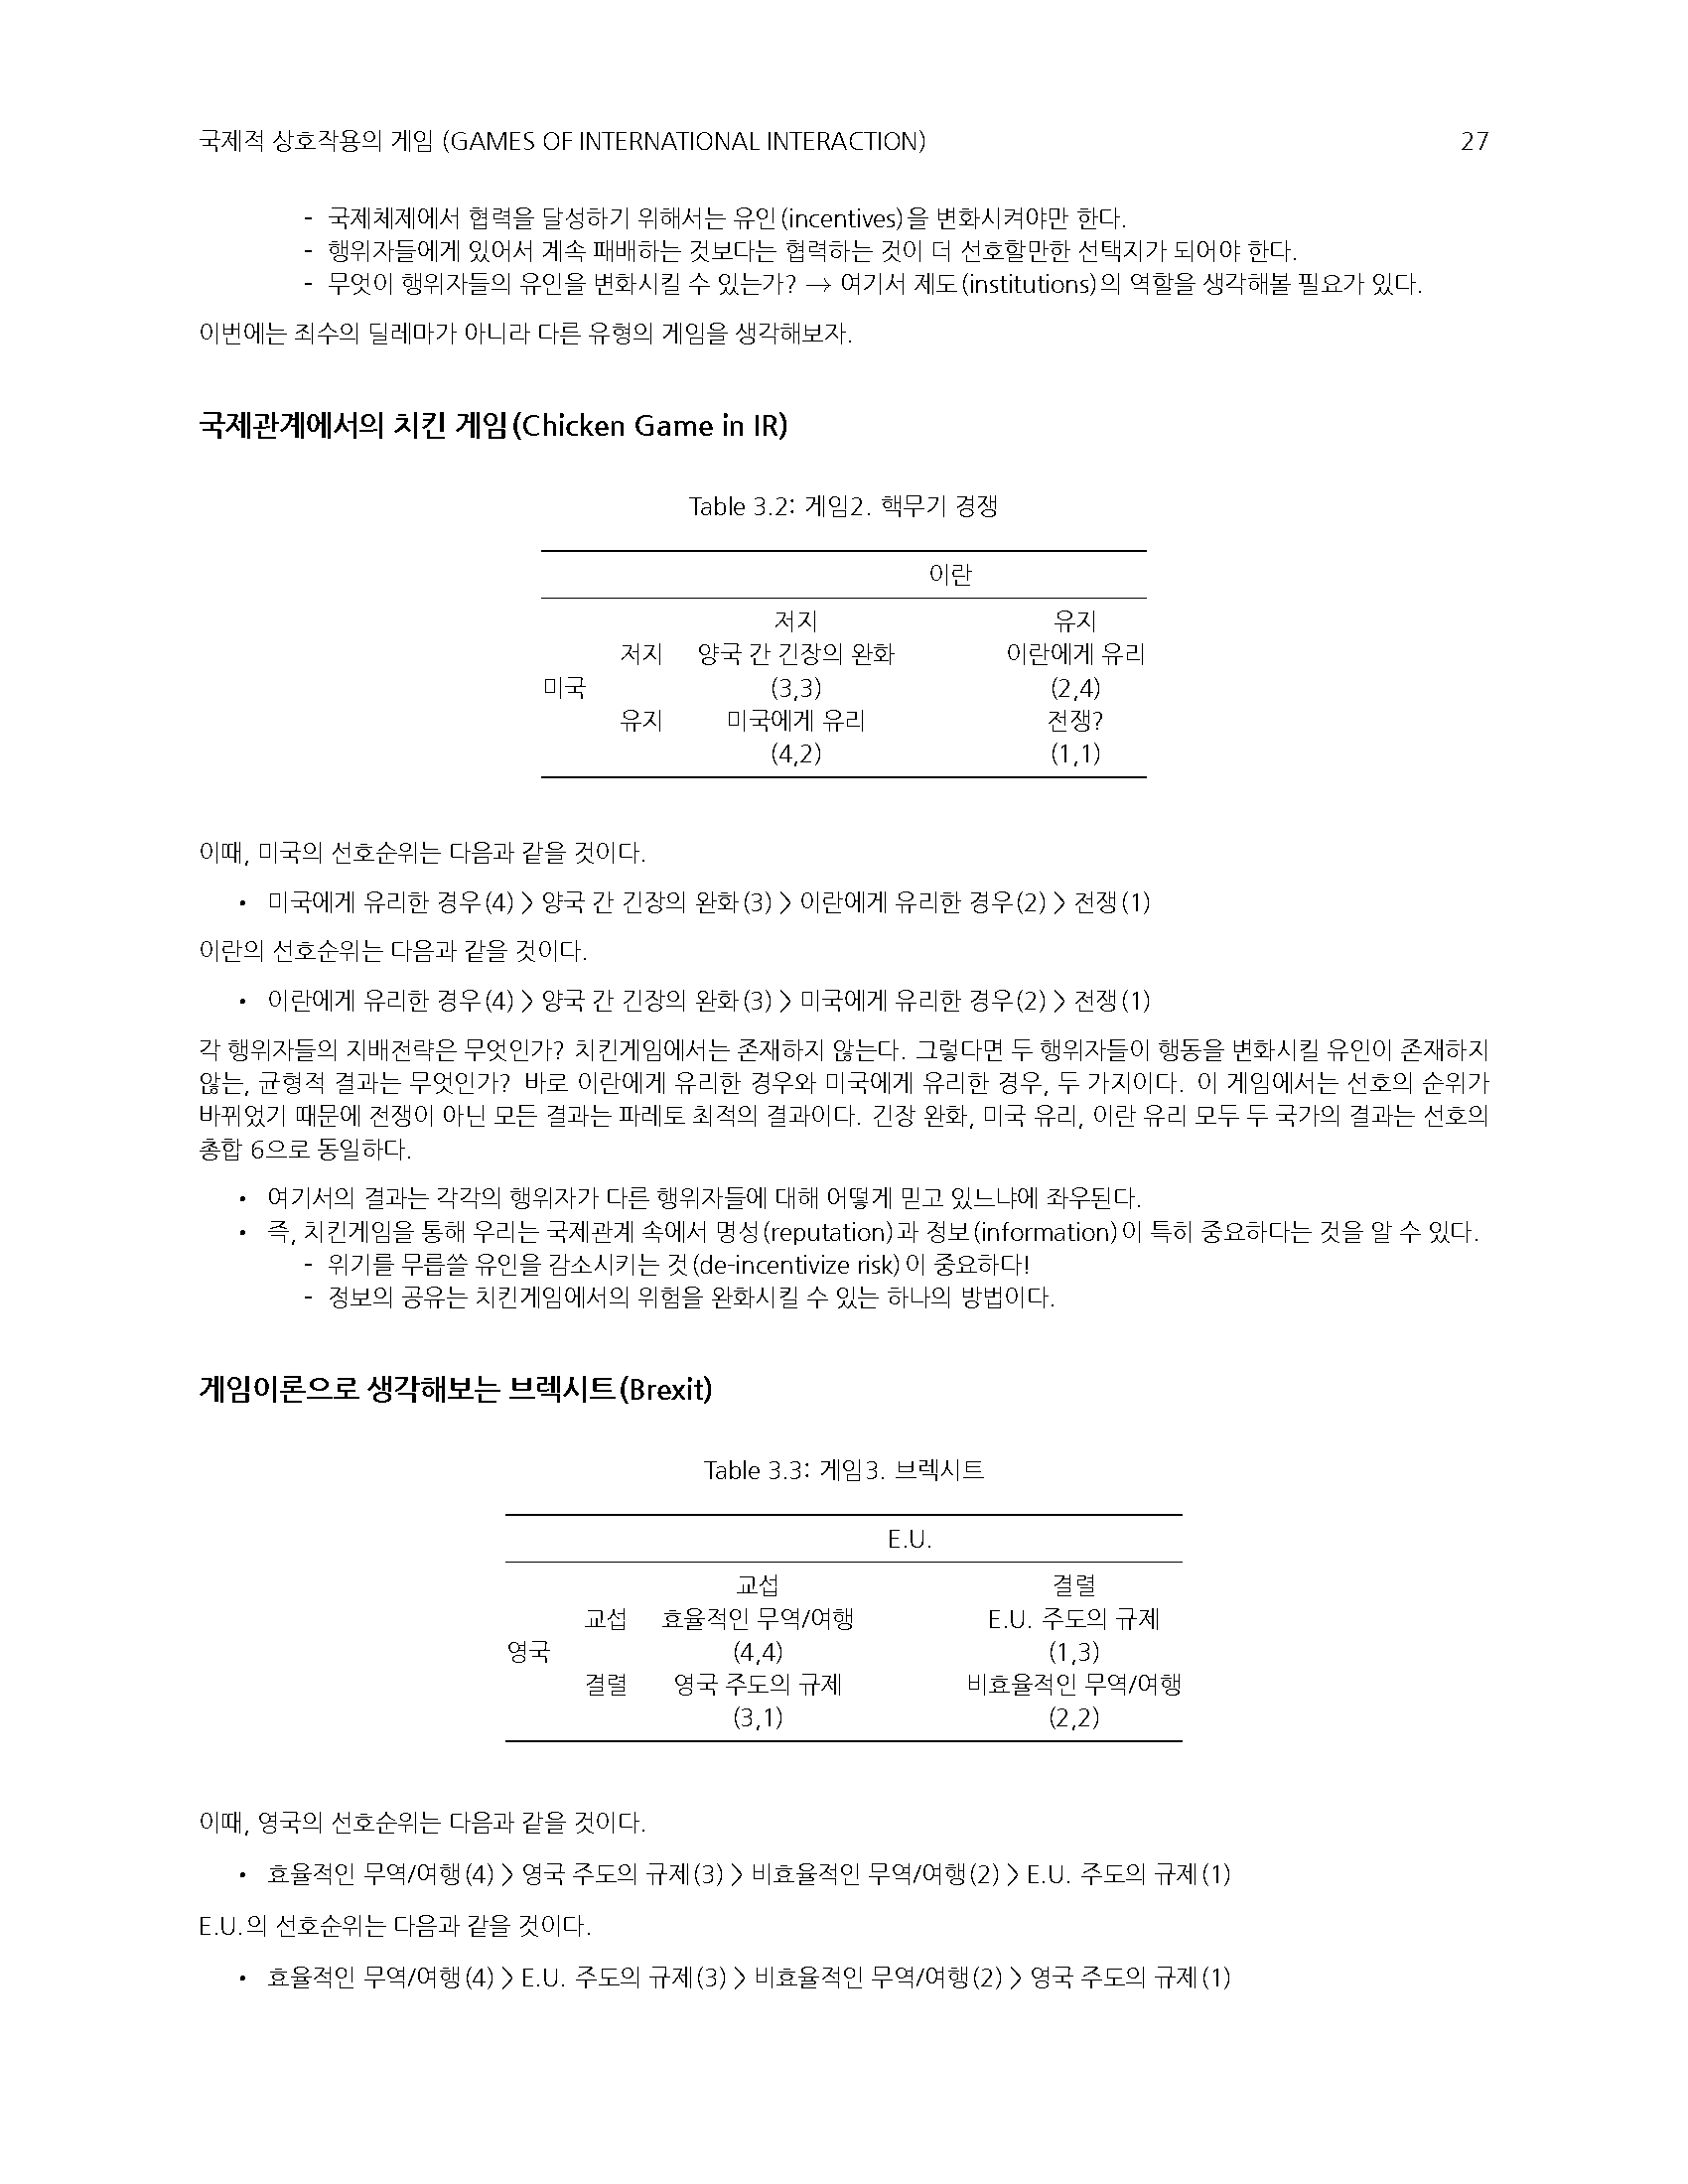 국제적 상호작용의 게임 (GAMES OF INTERNATIONAL INTERACTION) 27
- 국제체제에서 협력을 달성하기 위해서는 유인(incentives)을 변화시켜야만 한다.
- 행위자들에게 있어서 계속 패배하는 것보다는 협력하는 것이 더 선호할만한 선택지가 되어야 한다.
- 무엇이 행위자들의 유인을 변화시킬 수 있는가? → 여기서 제도(institutions)의 역할을 생각해볼 필요가 있다.
이번에는 죄수의 딜레마가 아니라 다른 유형의 게임을 생각해보자.
국제관계에서의 치킨 게임(Chicken Game in IR)
Table 3.2: 게임2. 핵무기 경쟁
이란
저지 유지
저지 양국 간 긴장의 완화 이란에게 유리
미국 (3,3) (2,4)
유지 미국에게 유리 전쟁?
(4,2) (1,1)
이때, 미국의 선호순위는 다음과 같을 것이다.
• 미국에게 유리한 경우(4) > 양국 간 긴장의 완화(3) > 이란에게 유리한 경우(2) > 전쟁(1)
이란의 선호순위는 다음과 같을 것이다.
• 이란에게 유리한 경우(4) > 양국 간 긴장의 완화(3) > 미국에게 유리한 경우(2) > 전쟁(1)
각 행위자들의 지배전략은 무엇인가? 치킨게임에서는 존재하지 않는다. 그렇다면 두 행위자들이 행동을 변화시킬 유인이 존재하지
않는, 균형적 결과는 무엇인가? 바로 이란에게 유리한 경우와 미국에게 유리한 경우, 두 가지이다. 이 게임에서는 선호의 순위가
바뀌었기 때문에 전쟁이 아닌 모든 결과는 파레토 최적의 결과이다. 긴장 완화, 미국 유리, 이란 유리 모두 두 국가의 결과는 선호의
총합 6으로 동일하다.
• 여기서의 결과는 각각의 행위자가 다른 행위자들에 대해 어떻게 믿고 있느냐에 좌우된다.
• 즉, 치킨게임을 통해 우리는 국제관계 속에서 명성(reputation)과 정보(information)이 특히 중요하다는 것을 알 수 있다.
- 위기를 무릅쓸 유인을 감소시키는 것(de-incentivize risk)이 중요하다!
- 정보의 공유는 치킨게임에서의 위험을 완화시킬 수 있는 하나의 방법이다.
게임이론으로 생각해보는 브렉시트(Brexit)
Table 3.3: 게임3. 브렉시트
E.U.
교섭 결렬
교섭 효율적인 무역/여행 E.U. 주도의 규제
영국 (4,4) (1,3)
결렬 영국 주도의 규제 비효율적인 무역/여행
(3,1) (2,2)
이때, 영국의 선호순위는 다음과 같을 것이다.
• 효율적인 무역/여행(4) > 영국 주도의 규제(3) > 비효율적인 무역/여행(2) > E.U. 주도의 규제(1)
E.U.의 선호순위는 다음과 같을 것이다.
• 효율적인 무역/여행(4) > E.U. 주도의 규제(3) > 비효율적인 무역/여행(2) > 영국 주도의 규제(1)